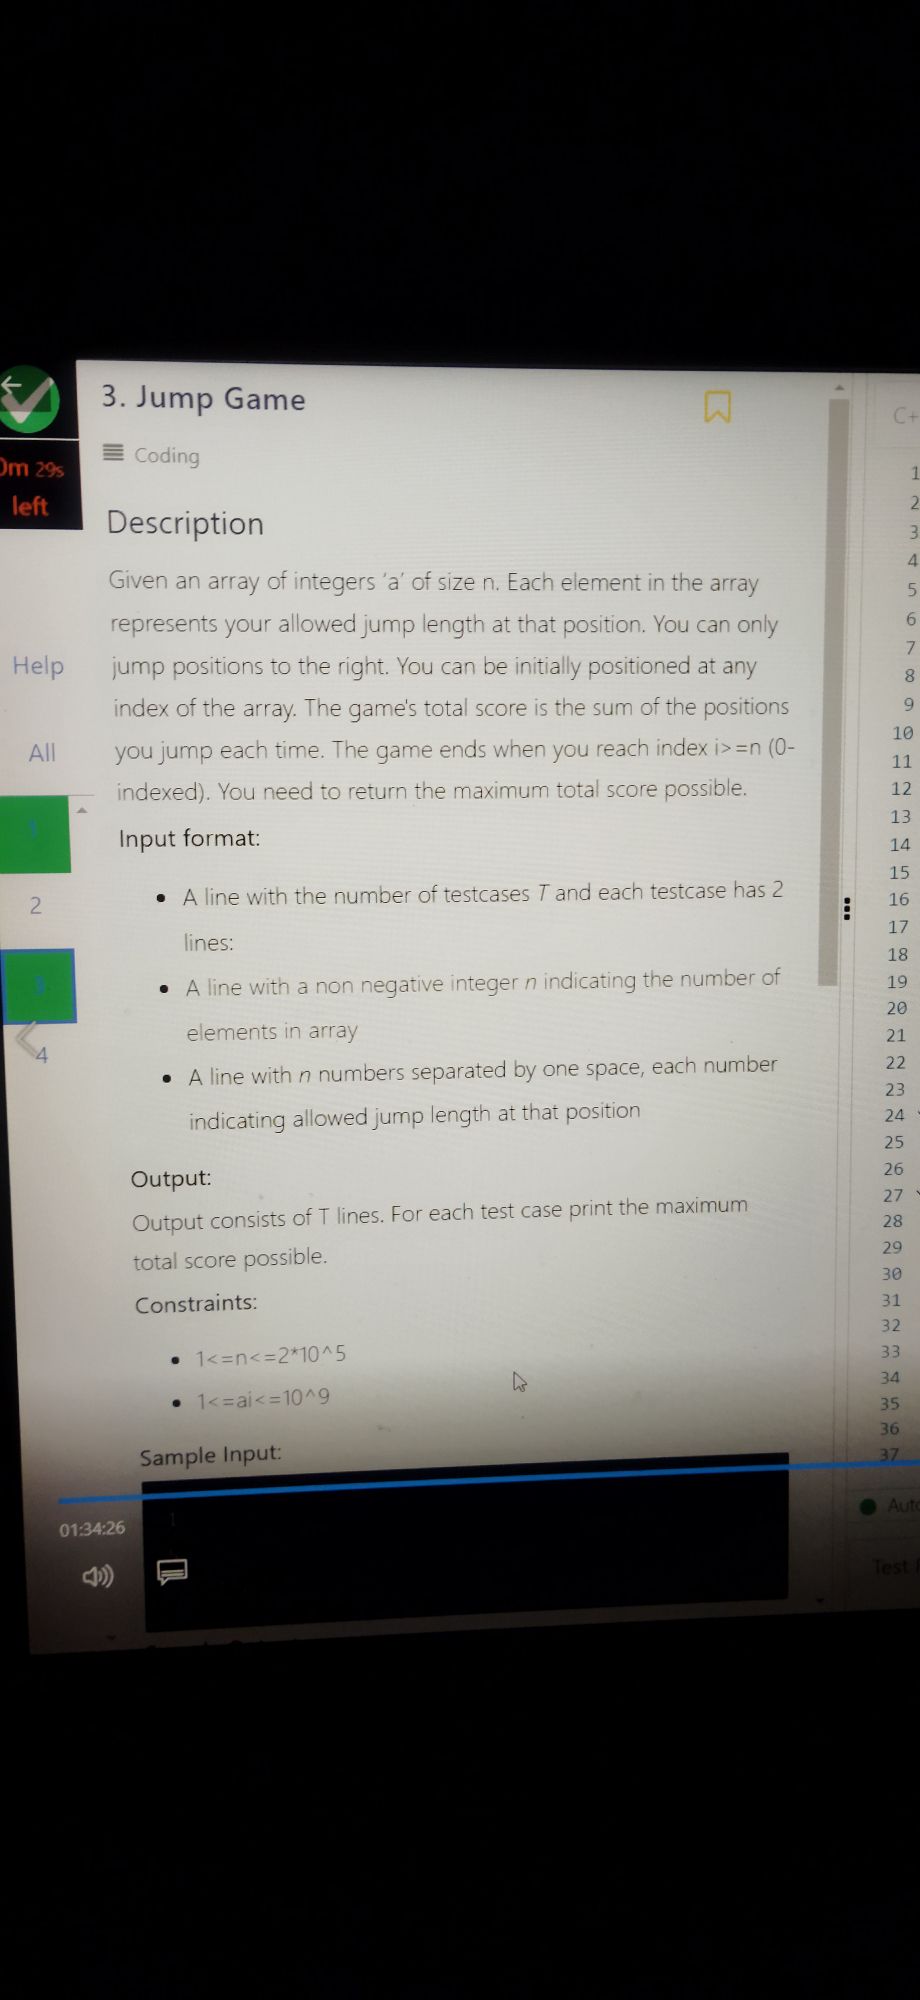 3. Jump Game
C+
Coding
0m 29s
left
Description
Given an array of integers 'a' of size n. Each element in the array
represents your allowed jump length at that position. You can only
Help
jump positions to the right. You can be initially positioned at any
index of the array. The game's total score is the sum of the positions
All
you jump each time. The game ends when you reach index i>=n (0-
indexed). You need to return the maximum total score possible.
1
2
3
4
Input format:
• A line with the number of testcases T and each testcase has 2
lines:
• A line with a non negative integer n indicating the number of
elements in array
• A line with n numbers separated by one space, each number
indicating allowed jump length at that position
Output:
Output consists of T lines. For each test case print the maximum
total score possible.
Constraints:
• 1<=n<=2*10^5
• 1<=ai<=10^9
Sample Input:
1
01:34:26
1
2
3
4
5
6
7
8
9
10
11
12
13
14
15
16
17
18
19
20
21
22
23
24
25
26
27
28
29
30
31
32
33
34
35
36
37
Auto
Test